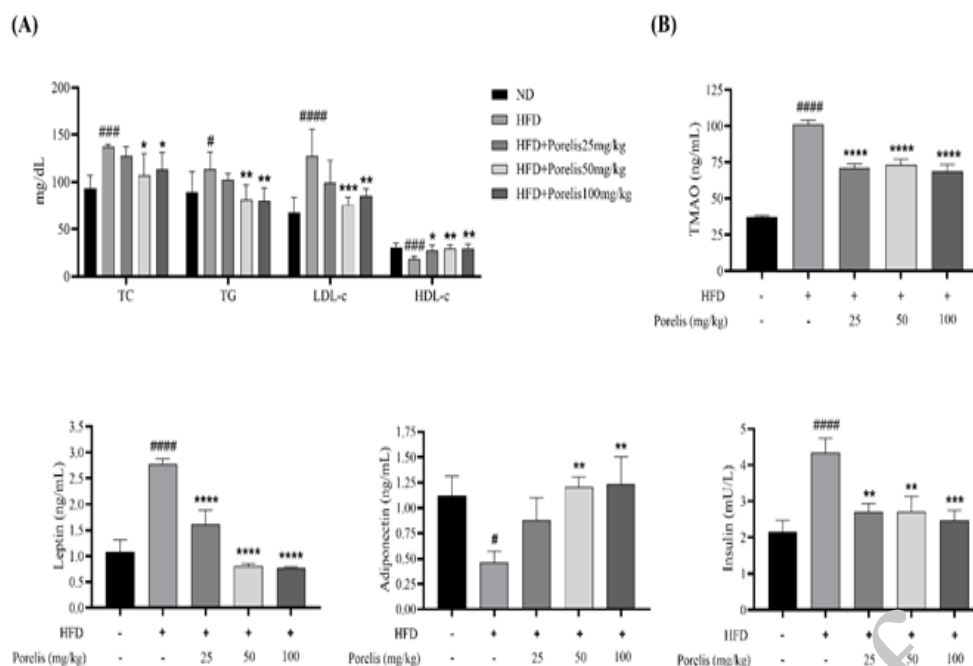 (A)
(B)
mg/dL
200
150
100
50
0
###
*
*
#
**
**
####
***
**
###
*
**
**
TC
TG
LDL-c
HDL-c
ND
HFD
HFD+Porelis25mg/kg
HFD+Porelis50mg/kg
HFD+Porelis100mg/kg
TMAO (ng/mL)
125
100
75
50
25
0
####
****
****
****
HFD - + + + +
Porelis (mg/kg) - - 25 50 100
Leptin (ng/mL)
3.5
3.0
2.5
2.0
1.5
1.0
0.5
0.0
####
****
****
****
HFD - + + + +
Porelis (mg/kg) - - 25 50 100
Adiponectin (ng/mL)
1.75
1.50
1.25
1.00
0.75
0.50
0.25
0.00
#
**
**
HFD - + + + +
Porelis (mg/kg) - - 25 50 100
Insulin (mU/L)
5
4
3
2
1
0
####
**
**
***
HFD - + + + +
Porelis (mg/kg) - - 25 50 100